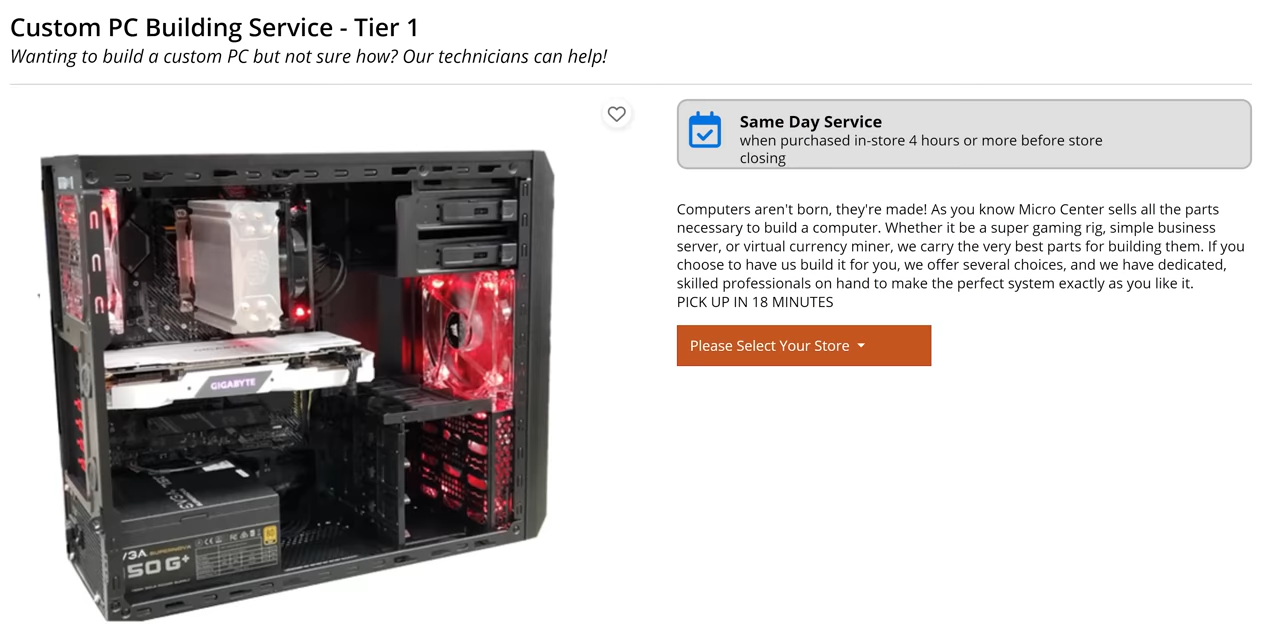 Custom PC Building Service - Tier 1
Wanting to build a custom PC but not sure how? Our technicians can help!
Same Day Service
when purchased in-store 4 hours or more before store
closing
Computers aren't born, they're made! As you know Micro Center sells all the parts
necessary to build a computer. Whether it be a super gaming rig, simple business
server, or virtual currency miner, we carry the very best parts for building them. If you
choose to have us build it for you, we offer several choices, and we have dedicated,
skilled professionals on hand to make the perfect system exactly as you like it.
PICK UP IN 18 MINUTES
Please Select Your Store
GIGABYTE
SUPERNOVA
50 G+